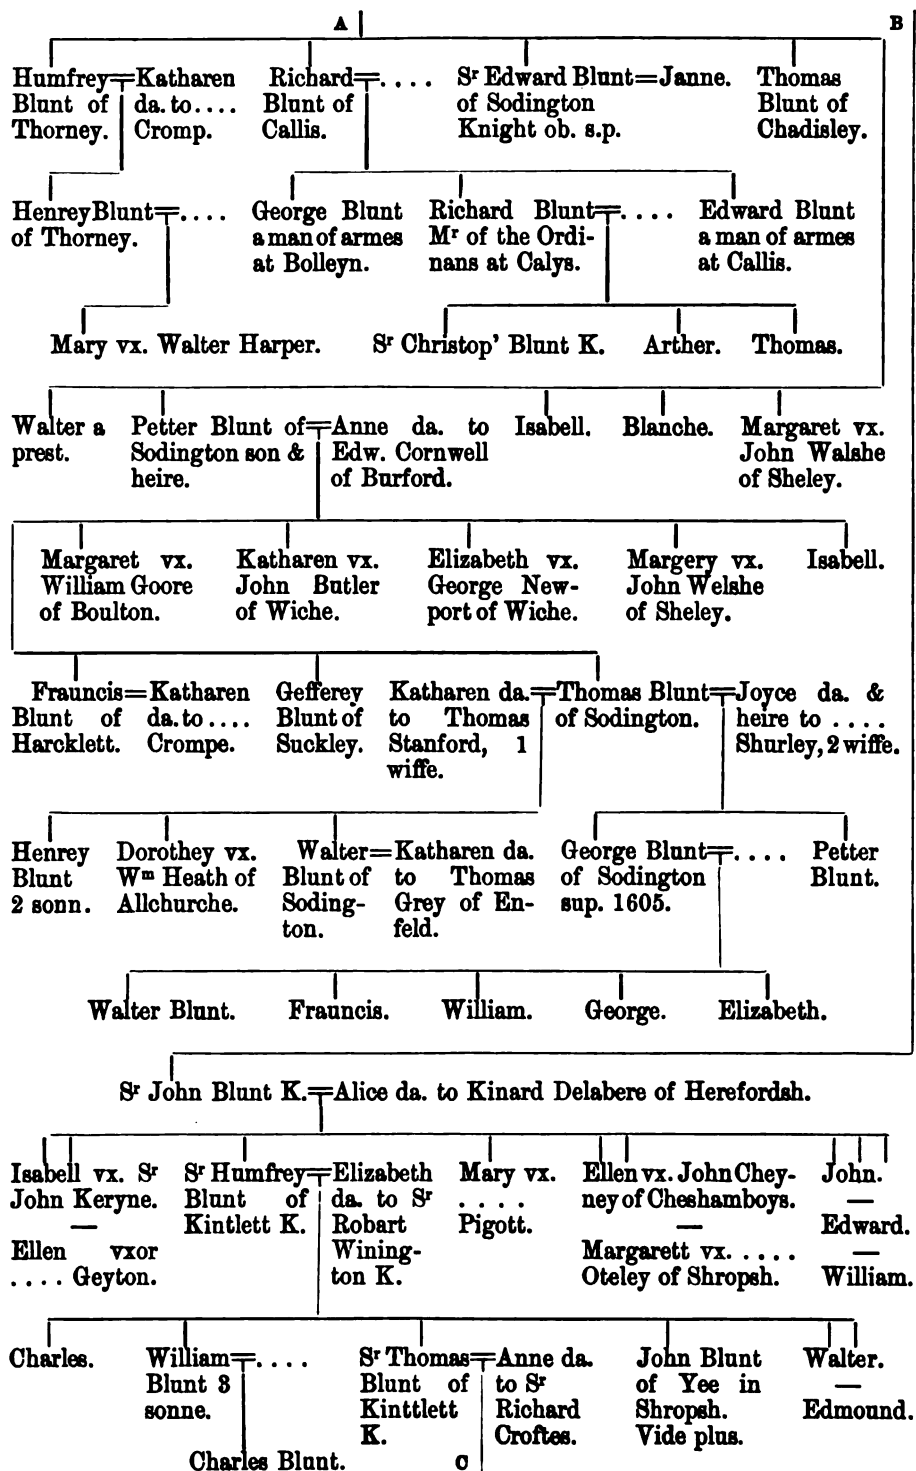 A B
Humfrey=Katharen Richard=.... Sr Edward Blunt=Janne. Thomas
Blunt of da. to.... Blunt of of Sodington Blunt of
Thorney. Cromp. Callis. Knight ob. s.p. Chadisley.
Henrey Blunt=.... George Blunt Richard Blunt=.... Edward Blunt
of Thorney. a man of armes Mr of the Ordi- a man of armes
at Bolleyn. nans at Calys. at Callis.
Mary vx. Walter Harper. Sr Christop' Blunt K. Arther. Thomas.
Walter a Petter Blunt of=Anne da. to Isabell. Blanche. Margaret vx.
prest. Sodington son & Edw. Cornwell John Walshe
heire. of Burford. of Sheley.
Margaret vx. Katharen vx. Elizabeth vx. Margery vx. Isabell.
William Goore John Butler George New- John Welshe
of Boulton. of Wiche. port of Wiche. of Sheley.
Frauncis=Katharen Gefferey Katharen da.=Thomas Blunt=Joyce da. &
Blunt of da. to.... Blunt of to Thomas of Sodington. heire to ....
Harcklett. Crompe. Suckley. Stanford, 1 Shurley, 2 wiffe.
wiffe.
Henrey Dorothey vx. Walter=Katharen da. George Blunt=.... Petter
Blunt Wm Heath of Blunt of to Thomas of Sodington Blunt.
2 sonn. Allchurche. Soding- Grey of En- sup. 1605.
ton. feld.
Walter Blunt. Frauncis. William. George. Elizabeth.
Sr John Blunt K.=Alice da. to Kinard Delabere of Herefordsh.
Isabell vx. Sr Sr Humfrey=Elizabeth Mary vx. Ellen vx. John Chey- John.
John Keryne. Blunt of da. to Sr .... ney of Cheshamboys. —
— Kintlett K. Robart Pigott. — Edward.
Ellen vxor Wining- Margarett vx..... —
.... Geyton. ton K. Oteley of Shropsh. William.
Charles. William=.... Sr Thomas=Anne da. John Blunt Walter.
Blunt 3 Blunt of to Sr of Yee in —
sonne. Kinttlett Richard Shropsh. Edmound.
K. Croftes. Vide plus.
Charles Blunt. C